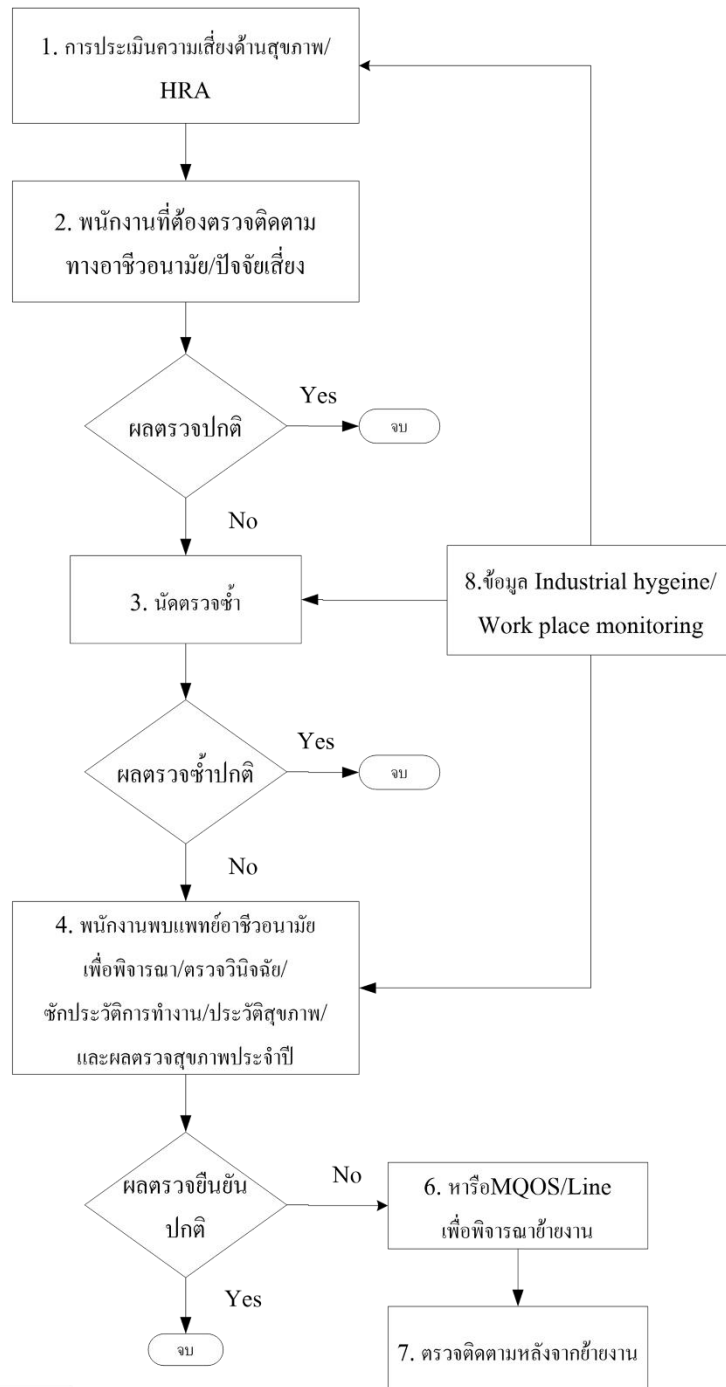 1. การประเมินความเสี่ยงด้านสุขภาพ/
HRA
2. พนักงานที่ต้องตรวจติดตาม
ทางอาชีวอนามัย/ปัจจัยเสี่ยง
Yes
ผลตรวจปกติ
จบ
No
3. นัดตรวจซ้ำ
8.ข้อมูล Industrial hygeine/
Work place monitoring
Yes
ผลตรวจซ้ำปกติ
จบ
No
4. พนักงานพบแพทย์อาชีวอนามัย
เพื่อพิจารณา/ตรวจวินิจฉัย/
ซักประวัติการทำงาน/ประวัติสุขภาพ/
และผลตรวจสุขภาพประจำปี
ผลตรวจยืนยัน
ปกติ
No
6. หารือMQOS/Line
เพื่อพิจารณาย้ายงาน
Yes
จบ
7. ตรวจติดตามหลังจากย้ายงาน